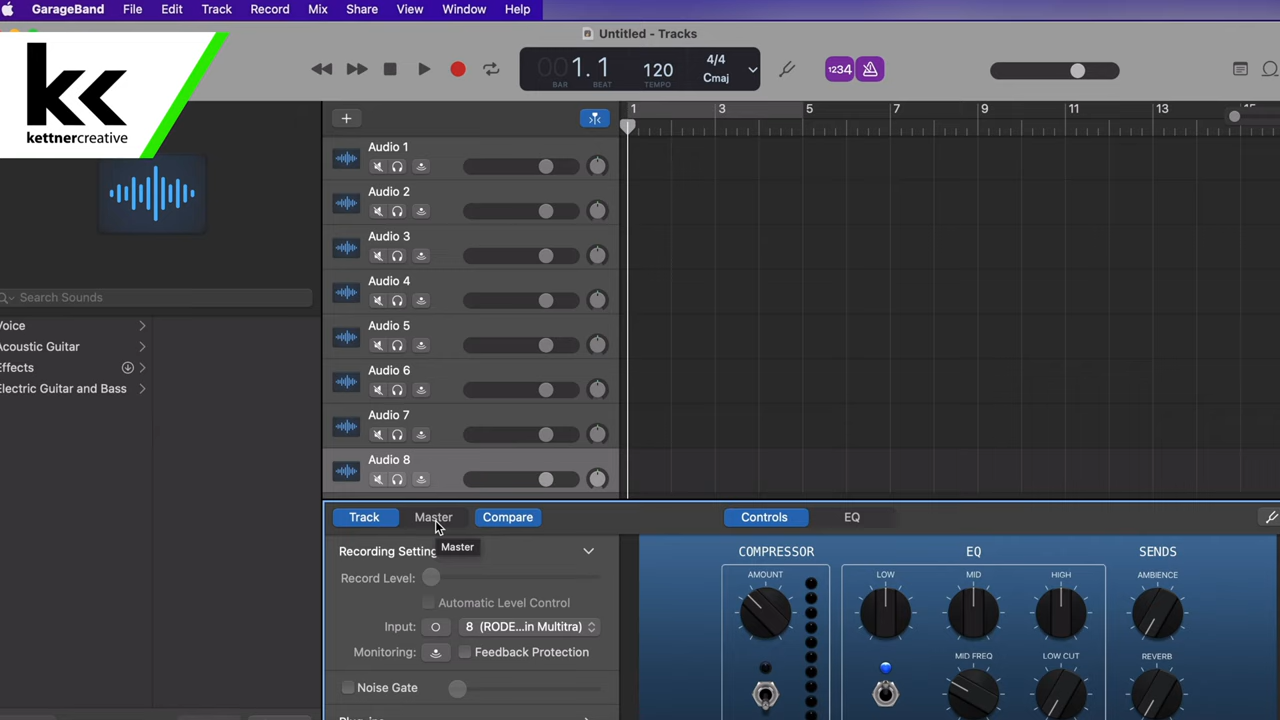 GarageBand File Edit Track Record Mix Share View Window Help
Untitled - Tracks
kc
kettnercreative
001.1 120 4/4 Cmaj
BAR BEAT TEMPO
1234
1 3 5 7 9 11 13 15
Audio 1
Audio 2
Audio 3
Audio 4
Audio 5
Audio 6
Audio 7
Audio 8
Search Sounds
Voice
Acoustic Guitar
Effects
Electric Guitar and Bass
Track Master Compare Controls EQ
Master
Recording Setting
Record Level:
Automatic Level Control
Input: 8 (RODE...in Multitra)
Monitoring: Feedback Protection
Noise Gate
COMPRESSOR EQ SENDS
AMOUNT LOW MID HIGH AMBIENCE
MID FREQ LOW CUT REVERB